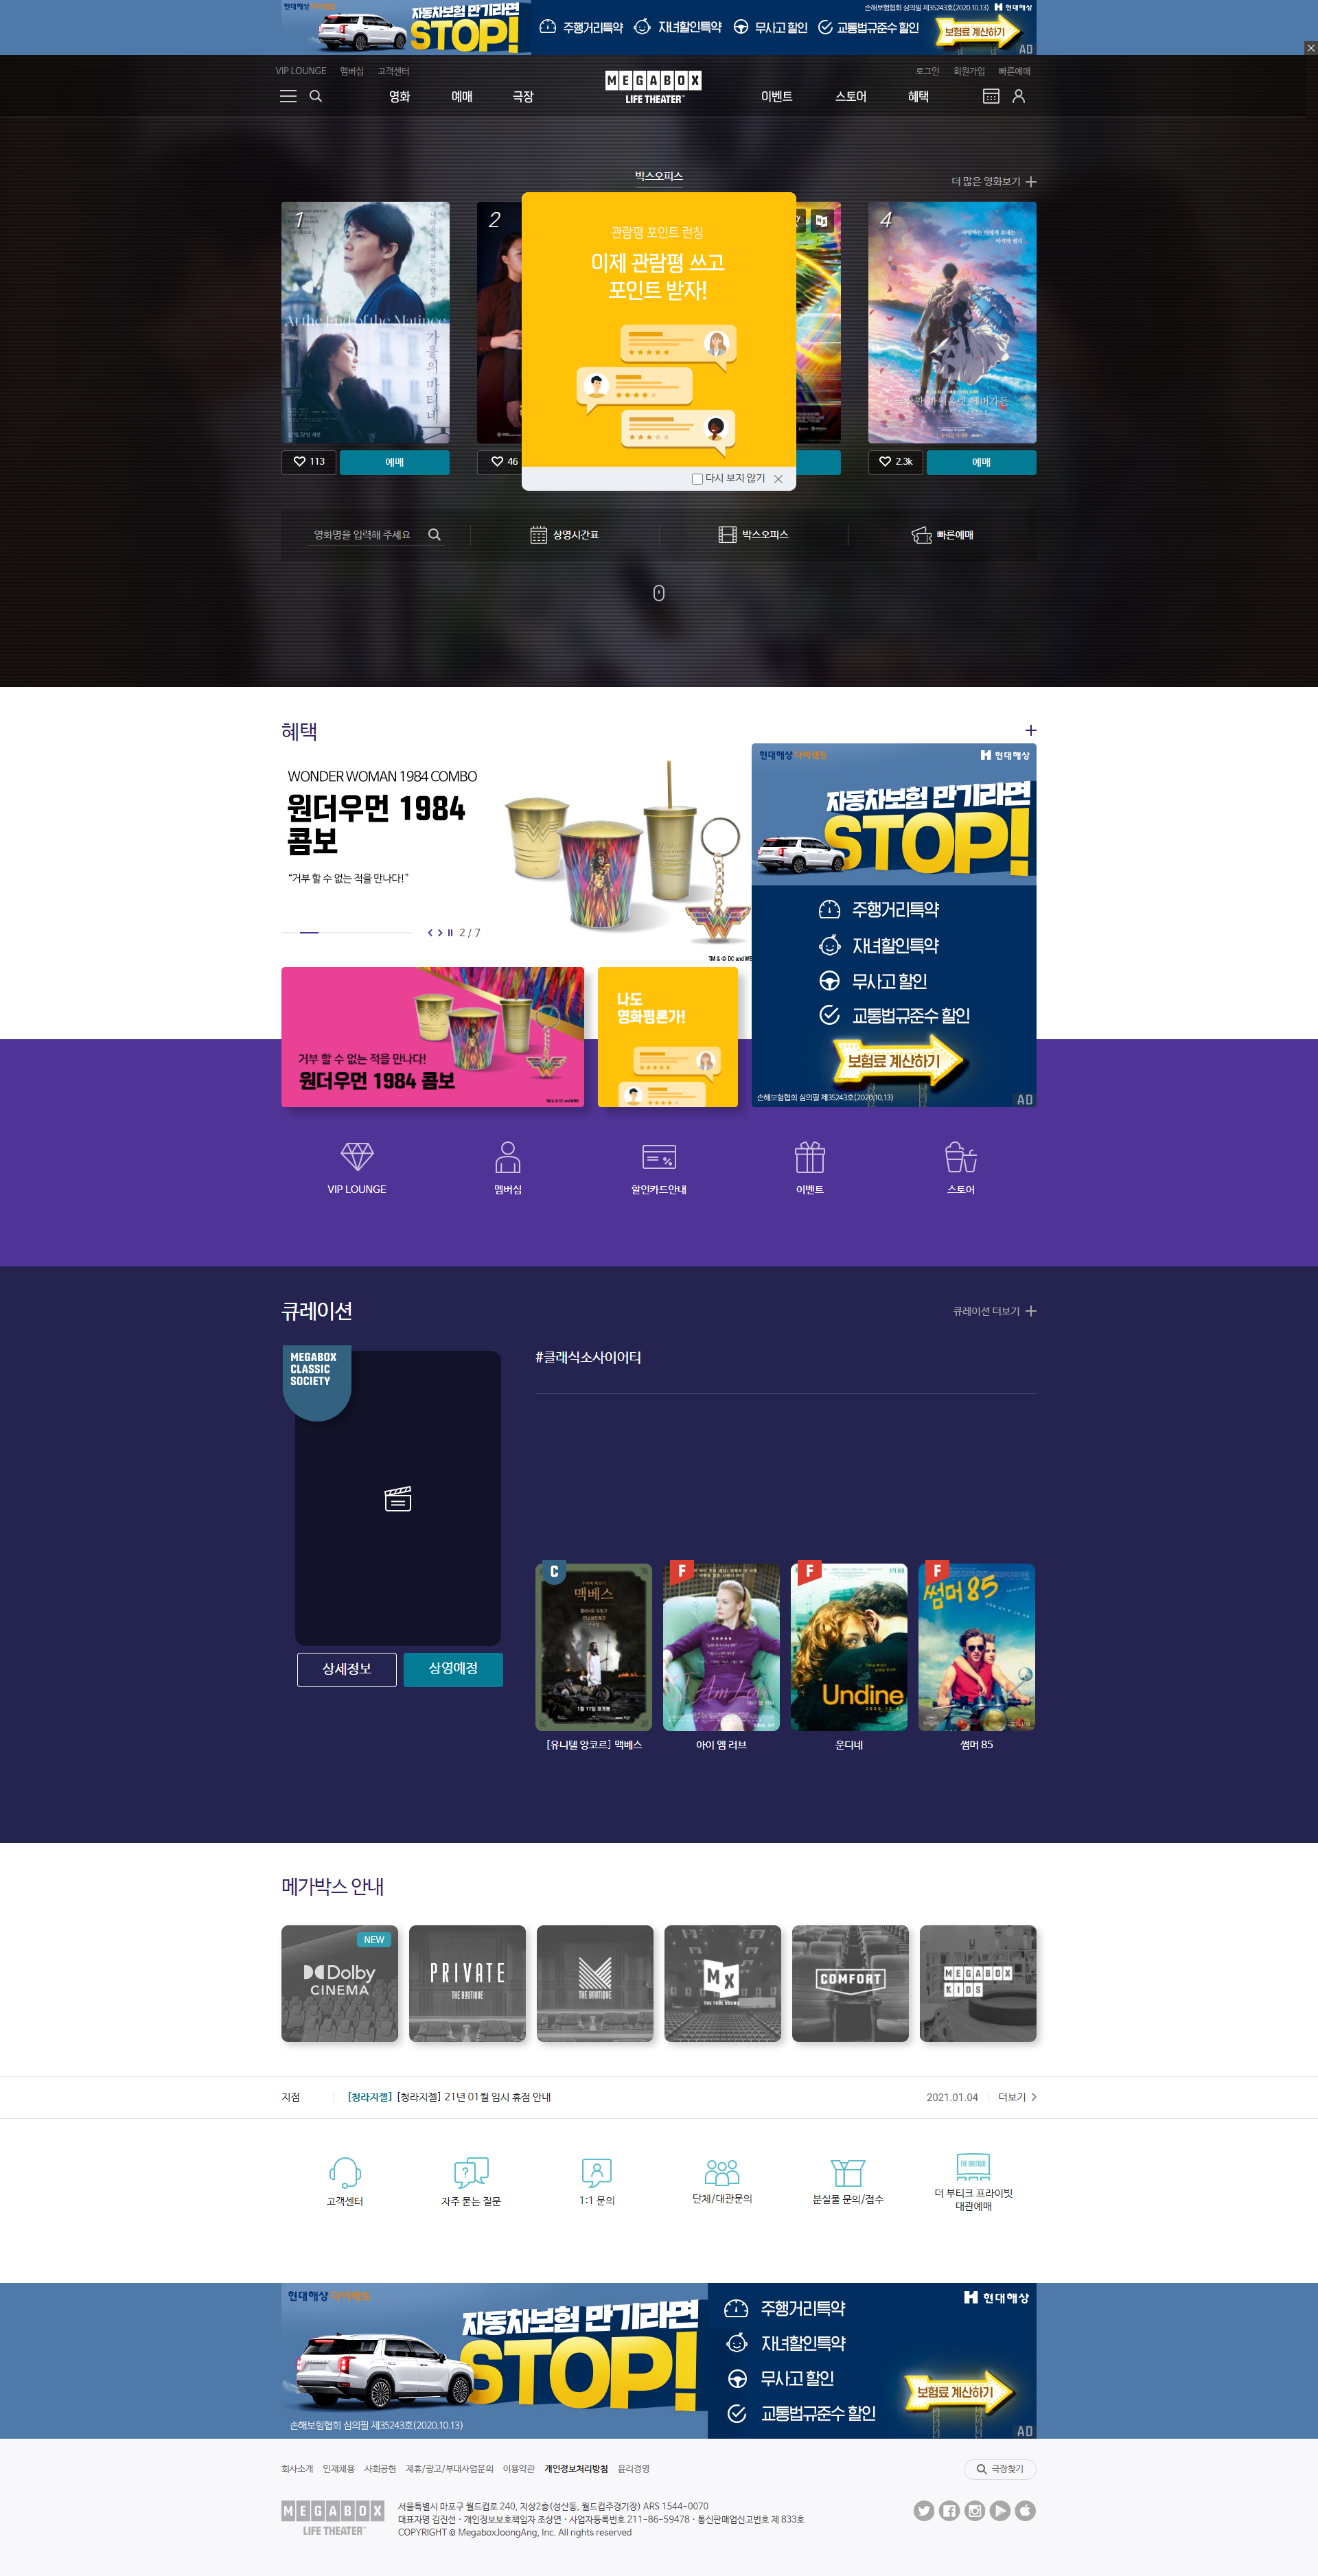 현대해상 다이렉트
자동차보험 만기라면
STOP!
주행거리특약
자녀할인특약
무사고 할인
교통법규준수 할인
손해보험협회 심의필 제35243호(2020.10.13)
현대해상
보험료 계산하기
AD
VIP LOUNGE 멤버십 고객센터
로그인 회원가입 빠른예매
MEGABOX
LIFE THEATER
영화 예매 극장
이벤트 스토어 혜택
박스오피스
더 많은 영화보기
1
At the End of the Matinee
가을의 마티네
113
예매
2
46
관람평 포인트 런칭
이제 관람평 쓰고
포인트 받자!
다시 보지 않기
4
사랑하는 이에게 보내는
마지막 편지
2.3k
예매
영화명을 입력해 주세요
상영시간표
박스오피스
빠른예매
혜택
WONDER WOMAN 1984 COMBO
원더우먼 1984
콤보
“거부 할 수 없는 적을 만나다!”
2 / 7
TM & © DC and WB
현대해상 다이렉트
현대해상
자동차보험 만기라면
STOP!
주행거리특약
자녀할인특약
무사고 할인
교통법규준수 할인
보험료 계산하기
손해보험협회 심의필 제35243호(2020.10.13)
AD
거부 할 수 없는 적을 만나다!
원더우먼 1984 콤보
나도
영화평론가!
VIP LOUNGE
멤버십
할인카드안내
이벤트
스토어
큐레이션
큐레이션 더보기
MEGABOX
CLASSIC
SOCIETY
#클래식소사이어티
상세정보
상영예정
C
맥베스
F
I Am Love
F
Undine
F
썸머 85
[유니텔 앙코르] 맥베스
아이 엠 러브
운디네
썸머 85
메가박스 안내
NEW
Dolby
CINEMA
PRIVATE
THE BOUTIQUE
THE BOUTIQUE
MX
COMFORT
MEGABOX
KIDS
지점
[청라지젤] [청라지젤] 21년 01월 임시 휴점 안내
2021.01.04
더보기
고객센터
자주 묻는 질문
1:1 문의
단체/대관문의
분실물 문의/접수
THE BOUTIQUE
더 부티크 프라이빗
대관예매
현대해상 다이렉트
자동차보험 만기라면
STOP!
손해보험협회 심의필 제35243호(2020.10.13)
주행거리특약
자녀할인특약
무사고 할인
교통법규준수 할인
현대해상
보험료 계산하기
AD
회사소개 인재채용 사회공헌 제휴/광고/부대사업문의 이용약관 개인정보처리방침 윤리경영
극장찾기
MEGABOX
LIFE THEATER
서울특별시 마포구 월드컵로 240, 지상2층(성산동, 월드컵주경기장) ARS 1544-0070
대표자명 김진선 · 개인정보보호책임자 조상연 · 사업자등록번호 211-86-59478 · 통신판매업신고번호 제 833호
COPYRIGHT © MegaboxJoongAng, Inc. All rights reserved